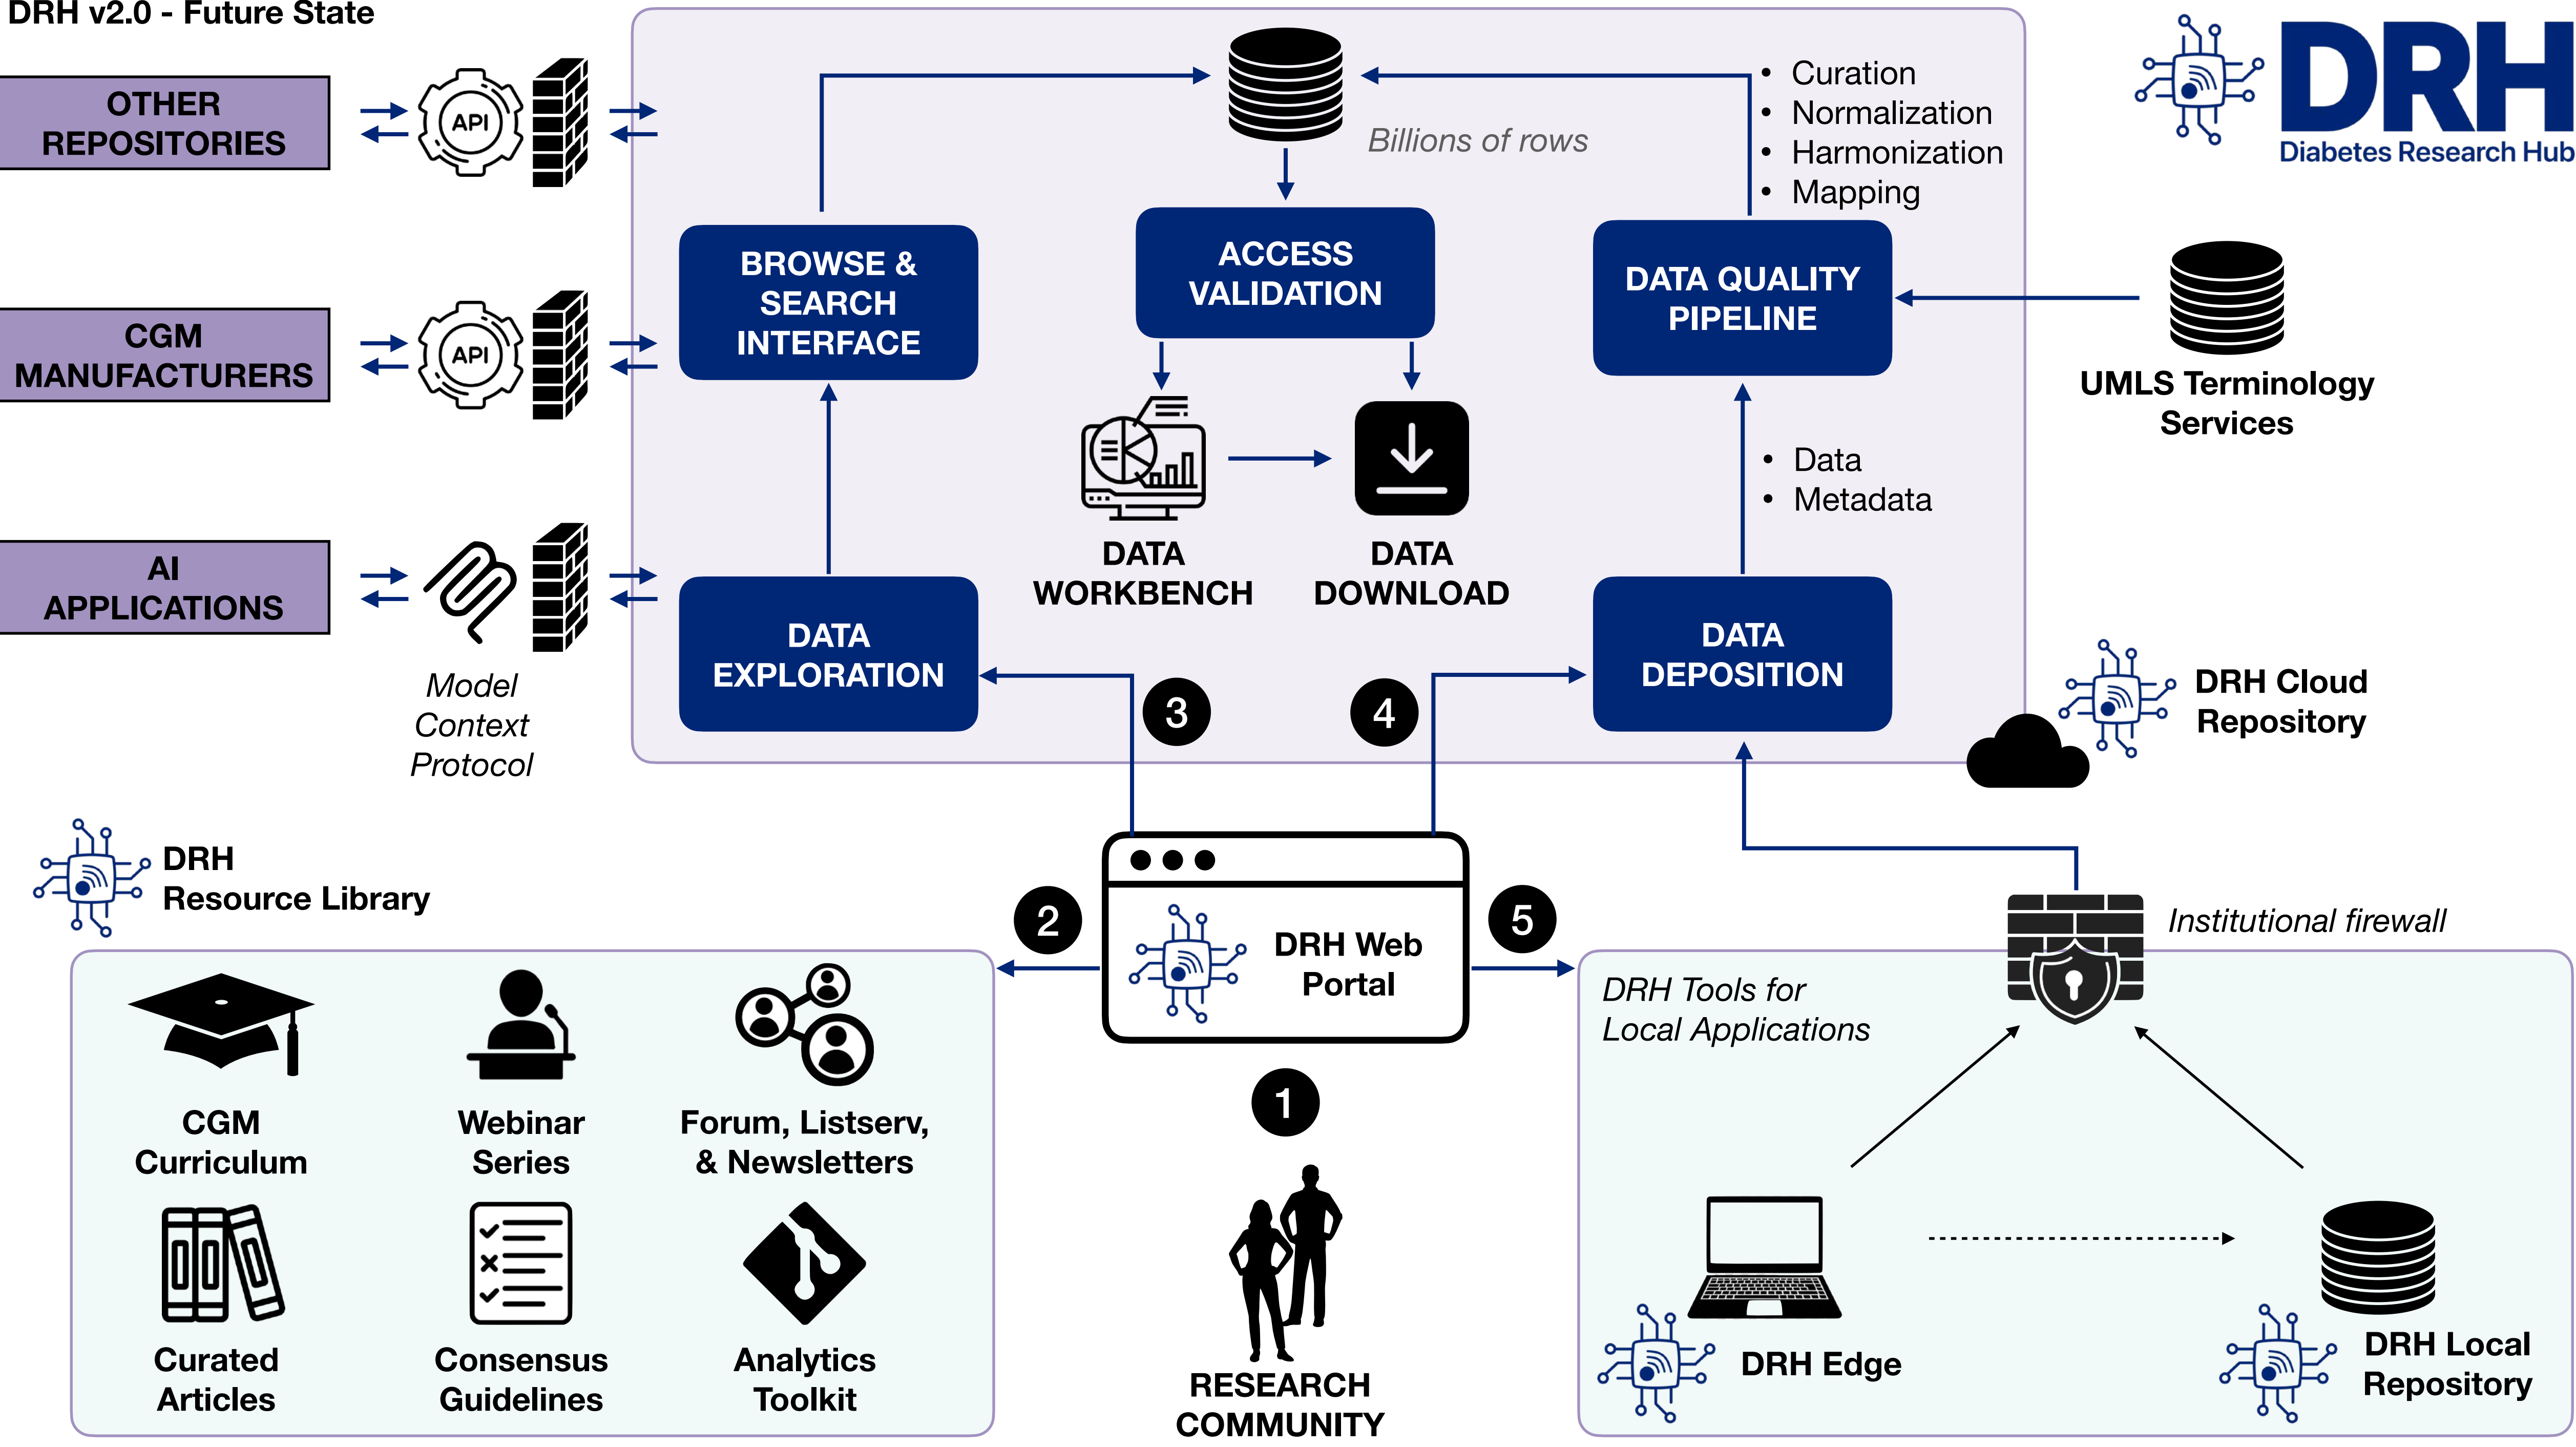 DRH v2.0 - Future State
OTHER
REPOSITORIES
API
CGM
MANUFACTURERS
API
AI
APPLICATIONS
Model
Context
Protocol
Billions of rows
• Curation
• Normalization
• Harmonization
• Mapping
BROWSE &
SEARCH
INTERFACE
ACCESS
VALIDATION
DATA QUALITY
PIPELINE
DATA
WORKBENCH
DATA
DOWNLOAD
• Data
• Metadata
DATA
EXPLORATION
DATA
DEPOSITION
3
4
DRH
Diabetes Research Hub
UMLS Terminology
Services
DRH Cloud
Repository
DRH
Resource Library
2
DRH Web
Portal
5
1
RESEARCH
COMMUNITY
CGM
Curriculum
Webinar
Series
Forum, Listserv,
& Newsletters
Curated
Articles
Consensus
Guidelines
Analytics
Toolkit
Institutional firewall
DRH Tools for
Local Applications
DRH Edge
DRH Local
Repository